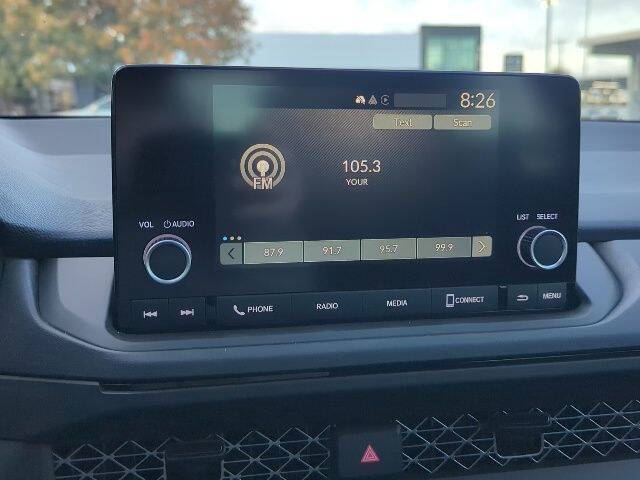 8:26
Text Scan
105.3
FM
YOUR
VOL AUDIO
LIST SELECT
87.9 91.7 95.7 99.9
PHONE RADIO MEDIA CONNECT MENU